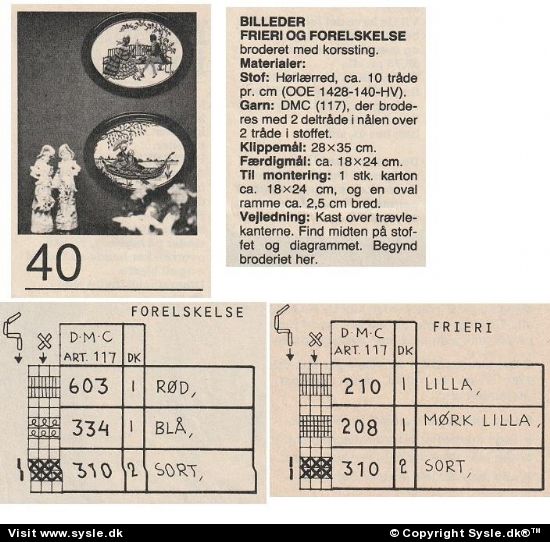 BILLEDER
FRIERI OG FORELSKELSE
broderet med korssting.
Materialer:
Stof: Hørlærred, ca. 10 tråde
pr. cm (OOE 1428-140-HV).
Garn: DMC (117), der brode-
res med 2 deltråde i nålen over
2 tråde i stoffet.
Klippemål: 28×35 cm.
Færdigmål: ca. 18×24 cm.
Til montering: 1 stk. karton
ca. 18×24 cm, og en oval
ramme ca. 2,5 cm bred.
Vejledning: Kast over trævle-
kanterne. Find midten på stof-
fet og diagrammet. Begynd
broderiet her.
40
FORELSKELSE
D·M·C
ART. 117 DK
603 1 RØD,
334 1 BLÅ,
310 2 SORT,
FRIERI
D·M·C
ART. 117 DK
210 1 LILLA,
208 1 MØRK LILLA,
310 2 SORT,
Visit www.sysle.dk © Copyright Sysle.dk®™